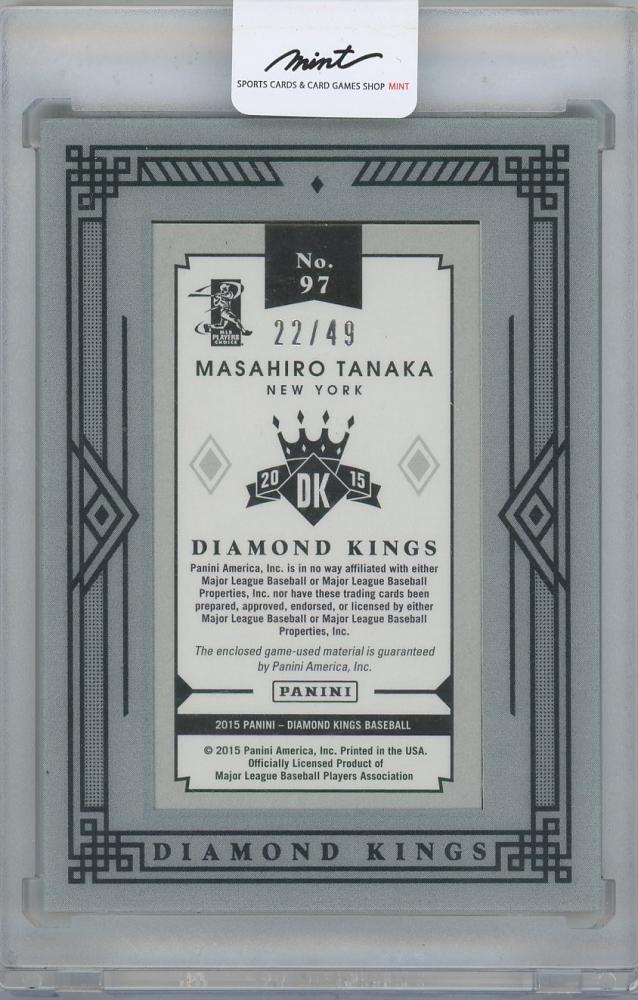 mint
SPORTS CARDS & CARD GAMES SHOP MINT
No.
97
MLB
PLAYERS
CHOICE
22/49
MASAHIRO TANAKA
NEW YORK
20 DK 15
DIAMOND KINGS
Panini America, Inc. is in no way affiliated with either
Major League Baseball or Major League Baseball
Properties, Inc. nor have these trading cards been
prepared, approved, endorsed, or licensed by either
Major League Baseball or Major League Baseball
Properties, Inc.
The enclosed game-used material is guaranteed
by Panini America, Inc.
PANINI
2015 PANINI – DIAMOND KINGS BASEBALL
© 2015 Panini America, Inc. Printed in the USA.
Officially Licensed Product of
Major League Baseball Players Association
DIAMOND KINGS